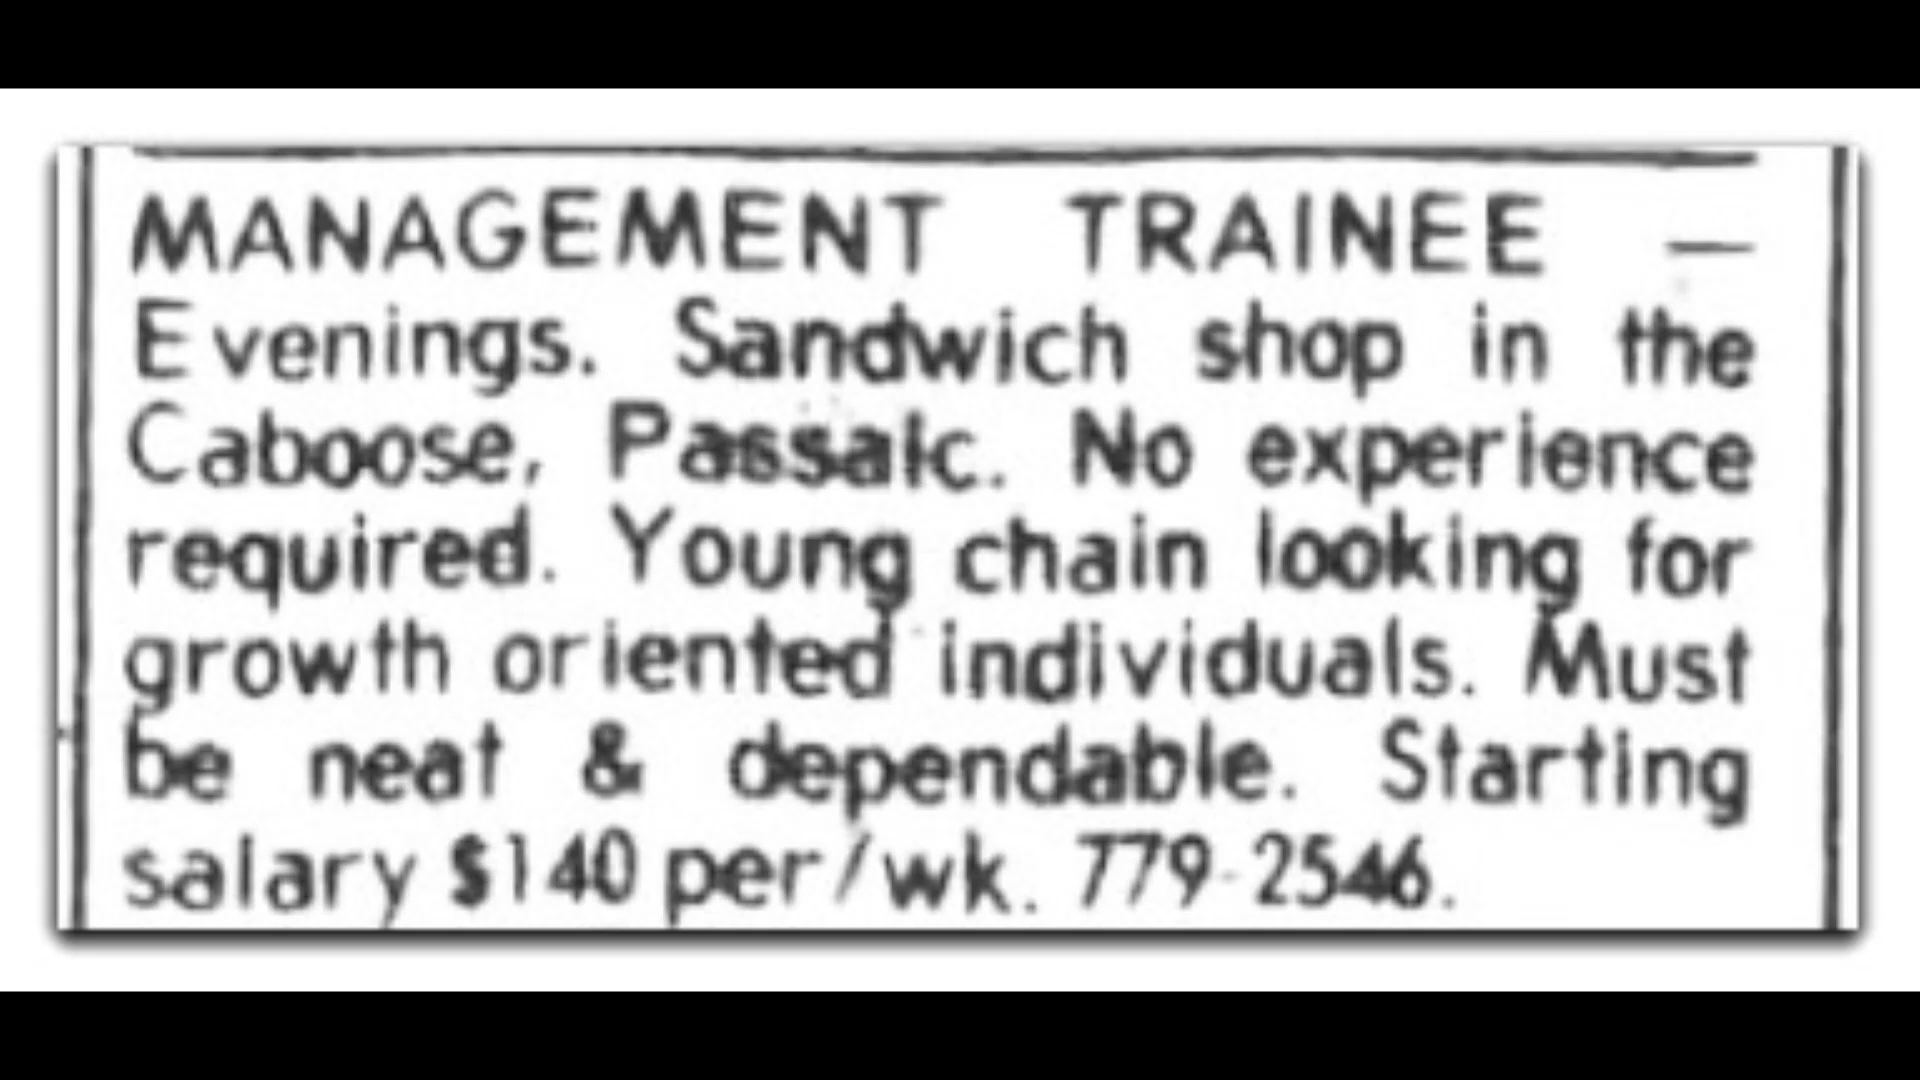 MANAGEMENT TRAINEE —
Evenings. Sandwich shop in the
Caboose, Passaic. No experience
required. Young chain looking for
growth oriented individuals. Must
be neat & dependable. Starting
salary $140 per/wk. 779-2546.